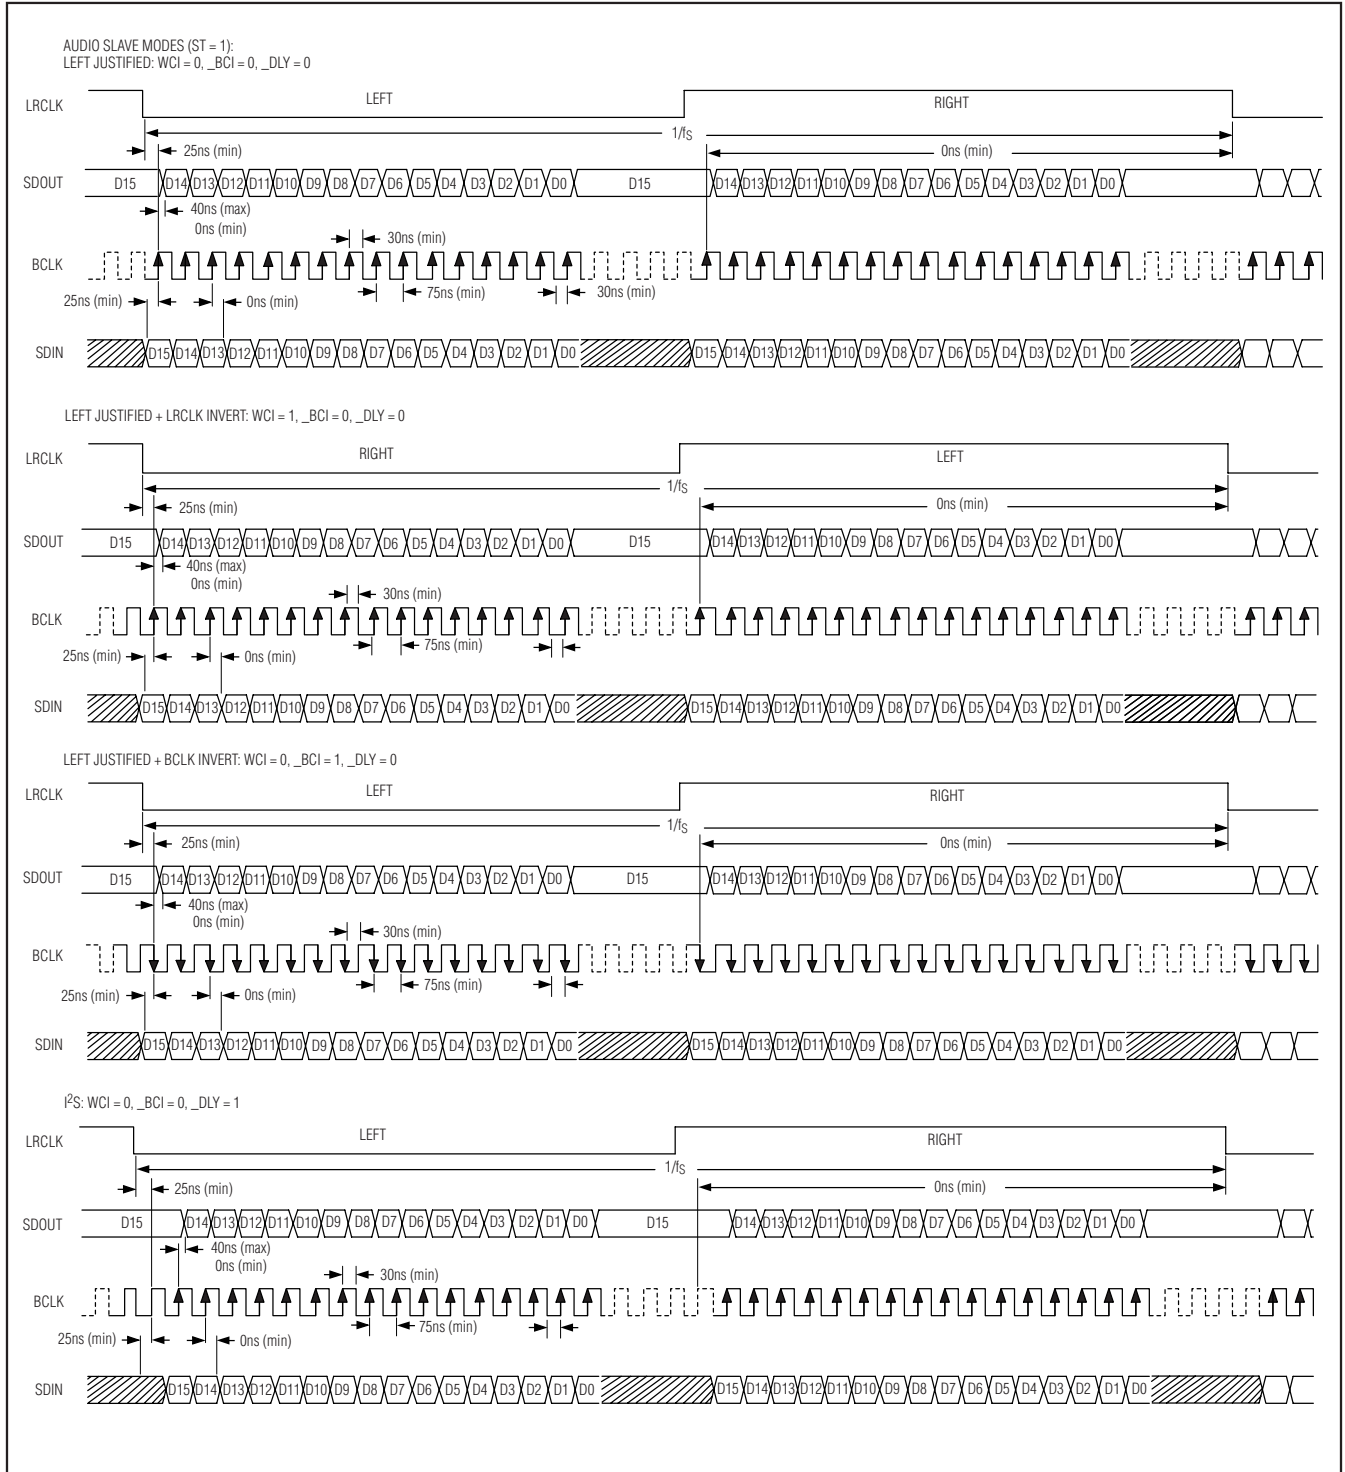 AUDIO SLAVE MODES (ST = 1):
LEFT JUSTIFIED: WCI = 0, _BCI = 0, _DLY = 0
LRCLK LEFT RIGHT
1/fS
25ns (min) 0ns (min)
SDOUT D15 D14 D13 D12 D11 D10 D9 D8 D7 D6 D5 D4 D3 D2 D1 D0 D15 D14 D13 D12 D11 D10 D9 D8 D7 D6 D5 D4 D3 D2 D1 D0
40ns (max)
0ns (min)
30ns (min)
BCLK
25ns (min) 0ns (min) 75ns (min) 30ns (min)
SDIN D15 D14 D13 D12 D11 D10 D9 D8 D7 D6 D5 D4 D3 D2 D1 D0 D15 D14 D13 D12 D11 D10 D9 D8 D7 D6 D5 D4 D3 D2 D1 D0
LEFT JUSTIFIED + LRCLK INVERT: WCI = 1, _BCI = 0, _DLY = 0
LRCLK RIGHT LEFT
1/fS
25ns (min) 0ns (min)
SDOUT D15 D14 D13 D12 D11 D10 D9 D8 D7 D6 D5 D4 D3 D2 D1 D0 D15 D14 D13 D12 D11 D10 D9 D8 D7 D6 D5 D4 D3 D2 D1 D0
40ns (max)
0ns (min)
30ns (min)
BCLK
25ns (min) 0ns (min) 75ns (min)
SDIN D15 D14 D13 D12 D11 D10 D9 D8 D7 D6 D5 D4 D3 D2 D1 D0 D15 D14 D13 D12 D11 D10 D9 D8 D7 D6 D5 D4 D3 D2 D1 D0
LEFT JUSTIFIED + BCLK INVERT: WCI = 0, _BCI = 1, _DLY = 0
LRCLK LEFT RIGHT
1/fS
25ns (min) 0ns (min)
SDOUT D15 D14 D13 D12 D11 D10 D9 D8 D7 D6 D5 D4 D3 D2 D1 D0 D15 D14 D13 D12 D11 D10 D9 D8 D7 D6 D5 D4 D3 D2 D1 D0
40ns (max)
0ns (min)
30ns (min)
BCLK
25ns (min) 0ns (min) 75ns (min)
SDIN D15 D14 D13 D12 D11 D10 D9 D8 D7 D6 D5 D4 D3 D2 D1 D0 D15 D14 D13 D12 D11 D10 D9 D8 D7 D6 D5 D4 D3 D2 D1 D0
I²S: WCI = 0, _BCI = 0, _DLY = 1
LRCLK LEFT RIGHT
1/fS
25ns (min) 0ns (min)
SDOUT D15 D14 D13 D12 D11 D10 D9 D8 D7 D6 D5 D4 D3 D2 D1 D0 D15 D14 D13 D12 D11 D10 D9 D8 D7 D6 D5 D4 D3 D2 D1 D0
40ns (max)
0ns (min)
30ns (min)
BCLK
25ns (min) 0ns (min) 75ns (min)
SDIN D15 D14 D13 D12 D11 D10 D9 D8 D7 D6 D5 D4 D3 D2 D1 D0 D15 D14 D13 D12 D11 D10 D9 D8 D7 D6 D5 D4 D3 D2 D1 D0